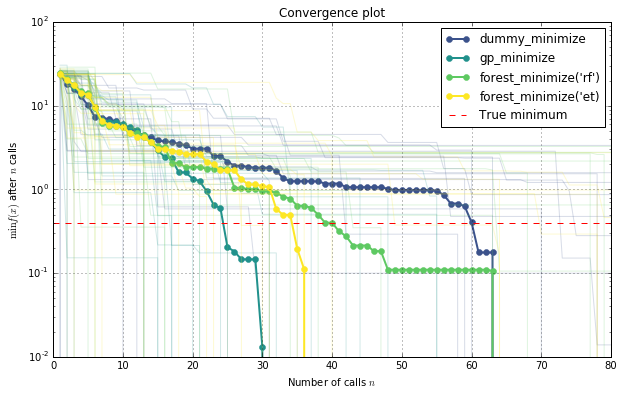 Convergence plot
min f(x) after n calls
10^2
10^1
10^0
10^-1
10^-2
dummy_minimize
gp_minimize
forest_minimize('rf')
forest_minimize('et)
True minimum
0 10 20 30 40 50 60 70 80
Number of calls n